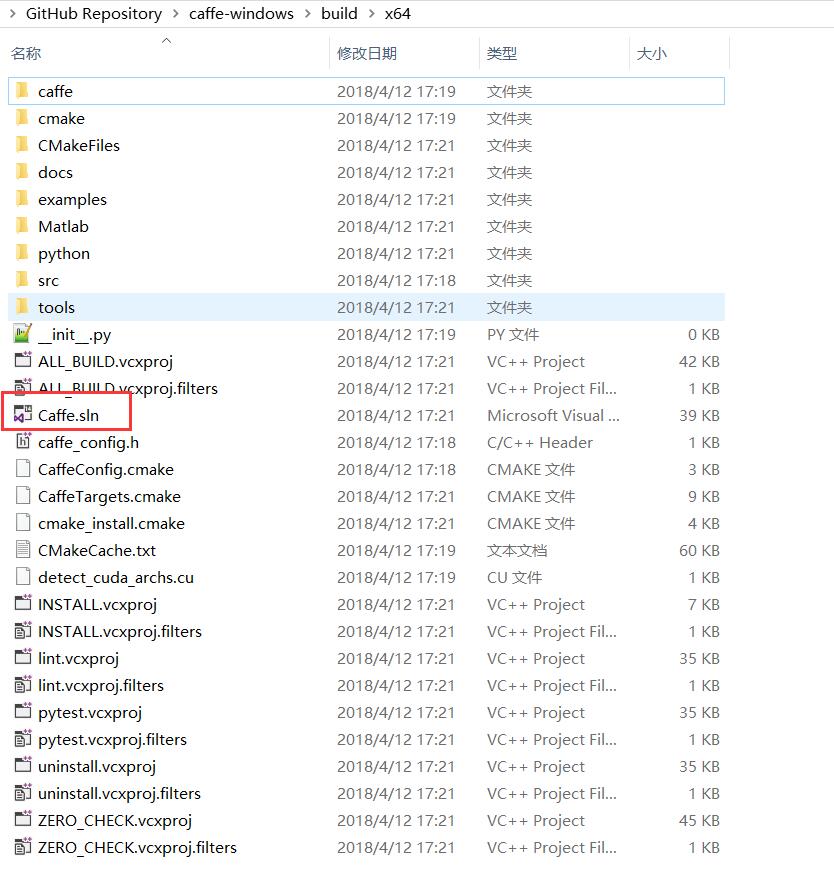 GitHub Repository > caffe-windows > build > x64
名称 修改日期 类型 大小
caffe 2018/4/12 17:19 文件夹
cmake 2018/4/12 17:19 文件夹
CMakeFiles 2018/4/12 17:21 文件夹
docs 2018/4/12 17:21 文件夹
examples 2018/4/12 17:21 文件夹
Matlab 2018/4/12 17:21 文件夹
python 2018/4/12 17:21 文件夹
src 2018/4/12 17:18 文件夹
tools 2018/4/12 17:21 文件夹
__init__.py 2018/4/12 17:19 PY 文件 0 KB
ALL_BUILD.vcxproj 2018/4/12 17:21 VC++ Project 42 KB
ALL_BUILD.vcxproj.filters 2018/4/12 17:21 VC++ Project Fil... 1 KB
Caffe.sln 2018/4/12 17:21 Microsoft Visual ... 39 KB
caffe_config.h 2018/4/12 17:18 C/C++ Header 1 KB
CaffeConfig.cmake 2018/4/12 17:18 CMAKE 文件 3 KB
CaffeTargets.cmake 2018/4/12 17:21 CMAKE 文件 9 KB
cmake_install.cmake 2018/4/12 17:21 CMAKE 文件 4 KB
CMakeCache.txt 2018/4/12 17:19 文本文档 60 KB
detect_cuda_archs.cu 2018/4/12 17:19 CU 文件 1 KB
INSTALL.vcxproj 2018/4/12 17:21 VC++ Project 7 KB
INSTALL.vcxproj.filters 2018/4/12 17:21 VC++ Project Fil... 1 KB
lint.vcxproj 2018/4/12 17:21 VC++ Project 35 KB
lint.vcxproj.filters 2018/4/12 17:21 VC++ Project Fil... 1 KB
pytest.vcxproj 2018/4/12 17:21 VC++ Project 35 KB
pytest.vcxproj.filters 2018/4/12 17:21 VC++ Project Fil... 1 KB
uninstall.vcxproj 2018/4/12 17:21 VC++ Project 35 KB
uninstall.vcxproj.filters 2018/4/12 17:21 VC++ Project Fil... 1 KB
ZERO_CHECK.vcxproj 2018/4/12 17:21 VC++ Project 45 KB
ZERO_CHECK.vcxproj.filters 2018/4/12 17:21 VC++ Project Fil... 1 KB